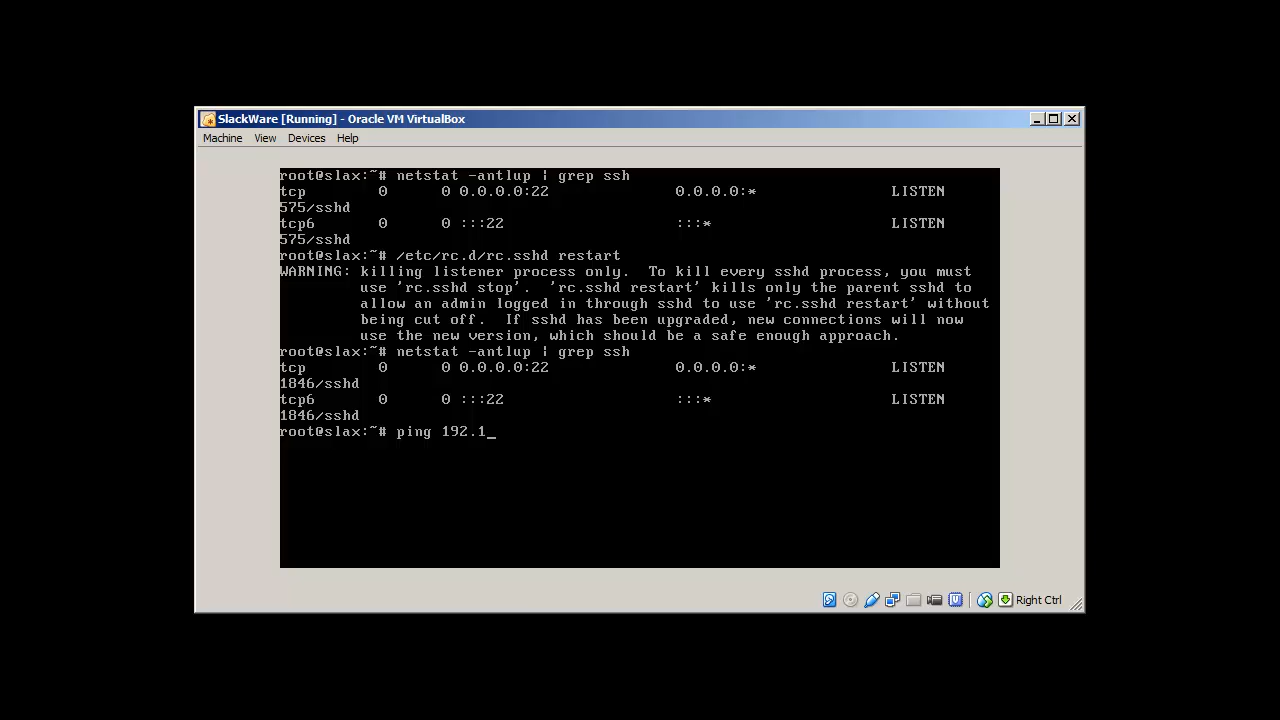 SlackWare [Running] - Oracle VM VirtualBox
Machine View Devices Help
root@slax:~# netstat -antlup | grep ssh
tcp 0 0 0.0.0.0:22 0.0.0.0:* LISTEN
575/sshd
tcp6 0 0 :::22 :::* LISTEN
575/sshd
root@slax:~# /etc/rc.d/rc.sshd restart
WARNING: killing listener process only. To kill every sshd process, you must
use 'rc.sshd stop'. 'rc.sshd restart' kills only the parent sshd to
allow an admin logged in through sshd to use 'rc.sshd restart' without
being cut off. If sshd has been upgraded, new connections will now
use the new version, which should be a safe enough approach.
root@slax:~# netstat -antlup | grep ssh
tcp 0 0 0.0.0.0:22 0.0.0.0:* LISTEN
1846/sshd
tcp6 0 0 :::22 :::* LISTEN
1846/sshd
root@slax:~# ping 192.1_
Right Ctrl